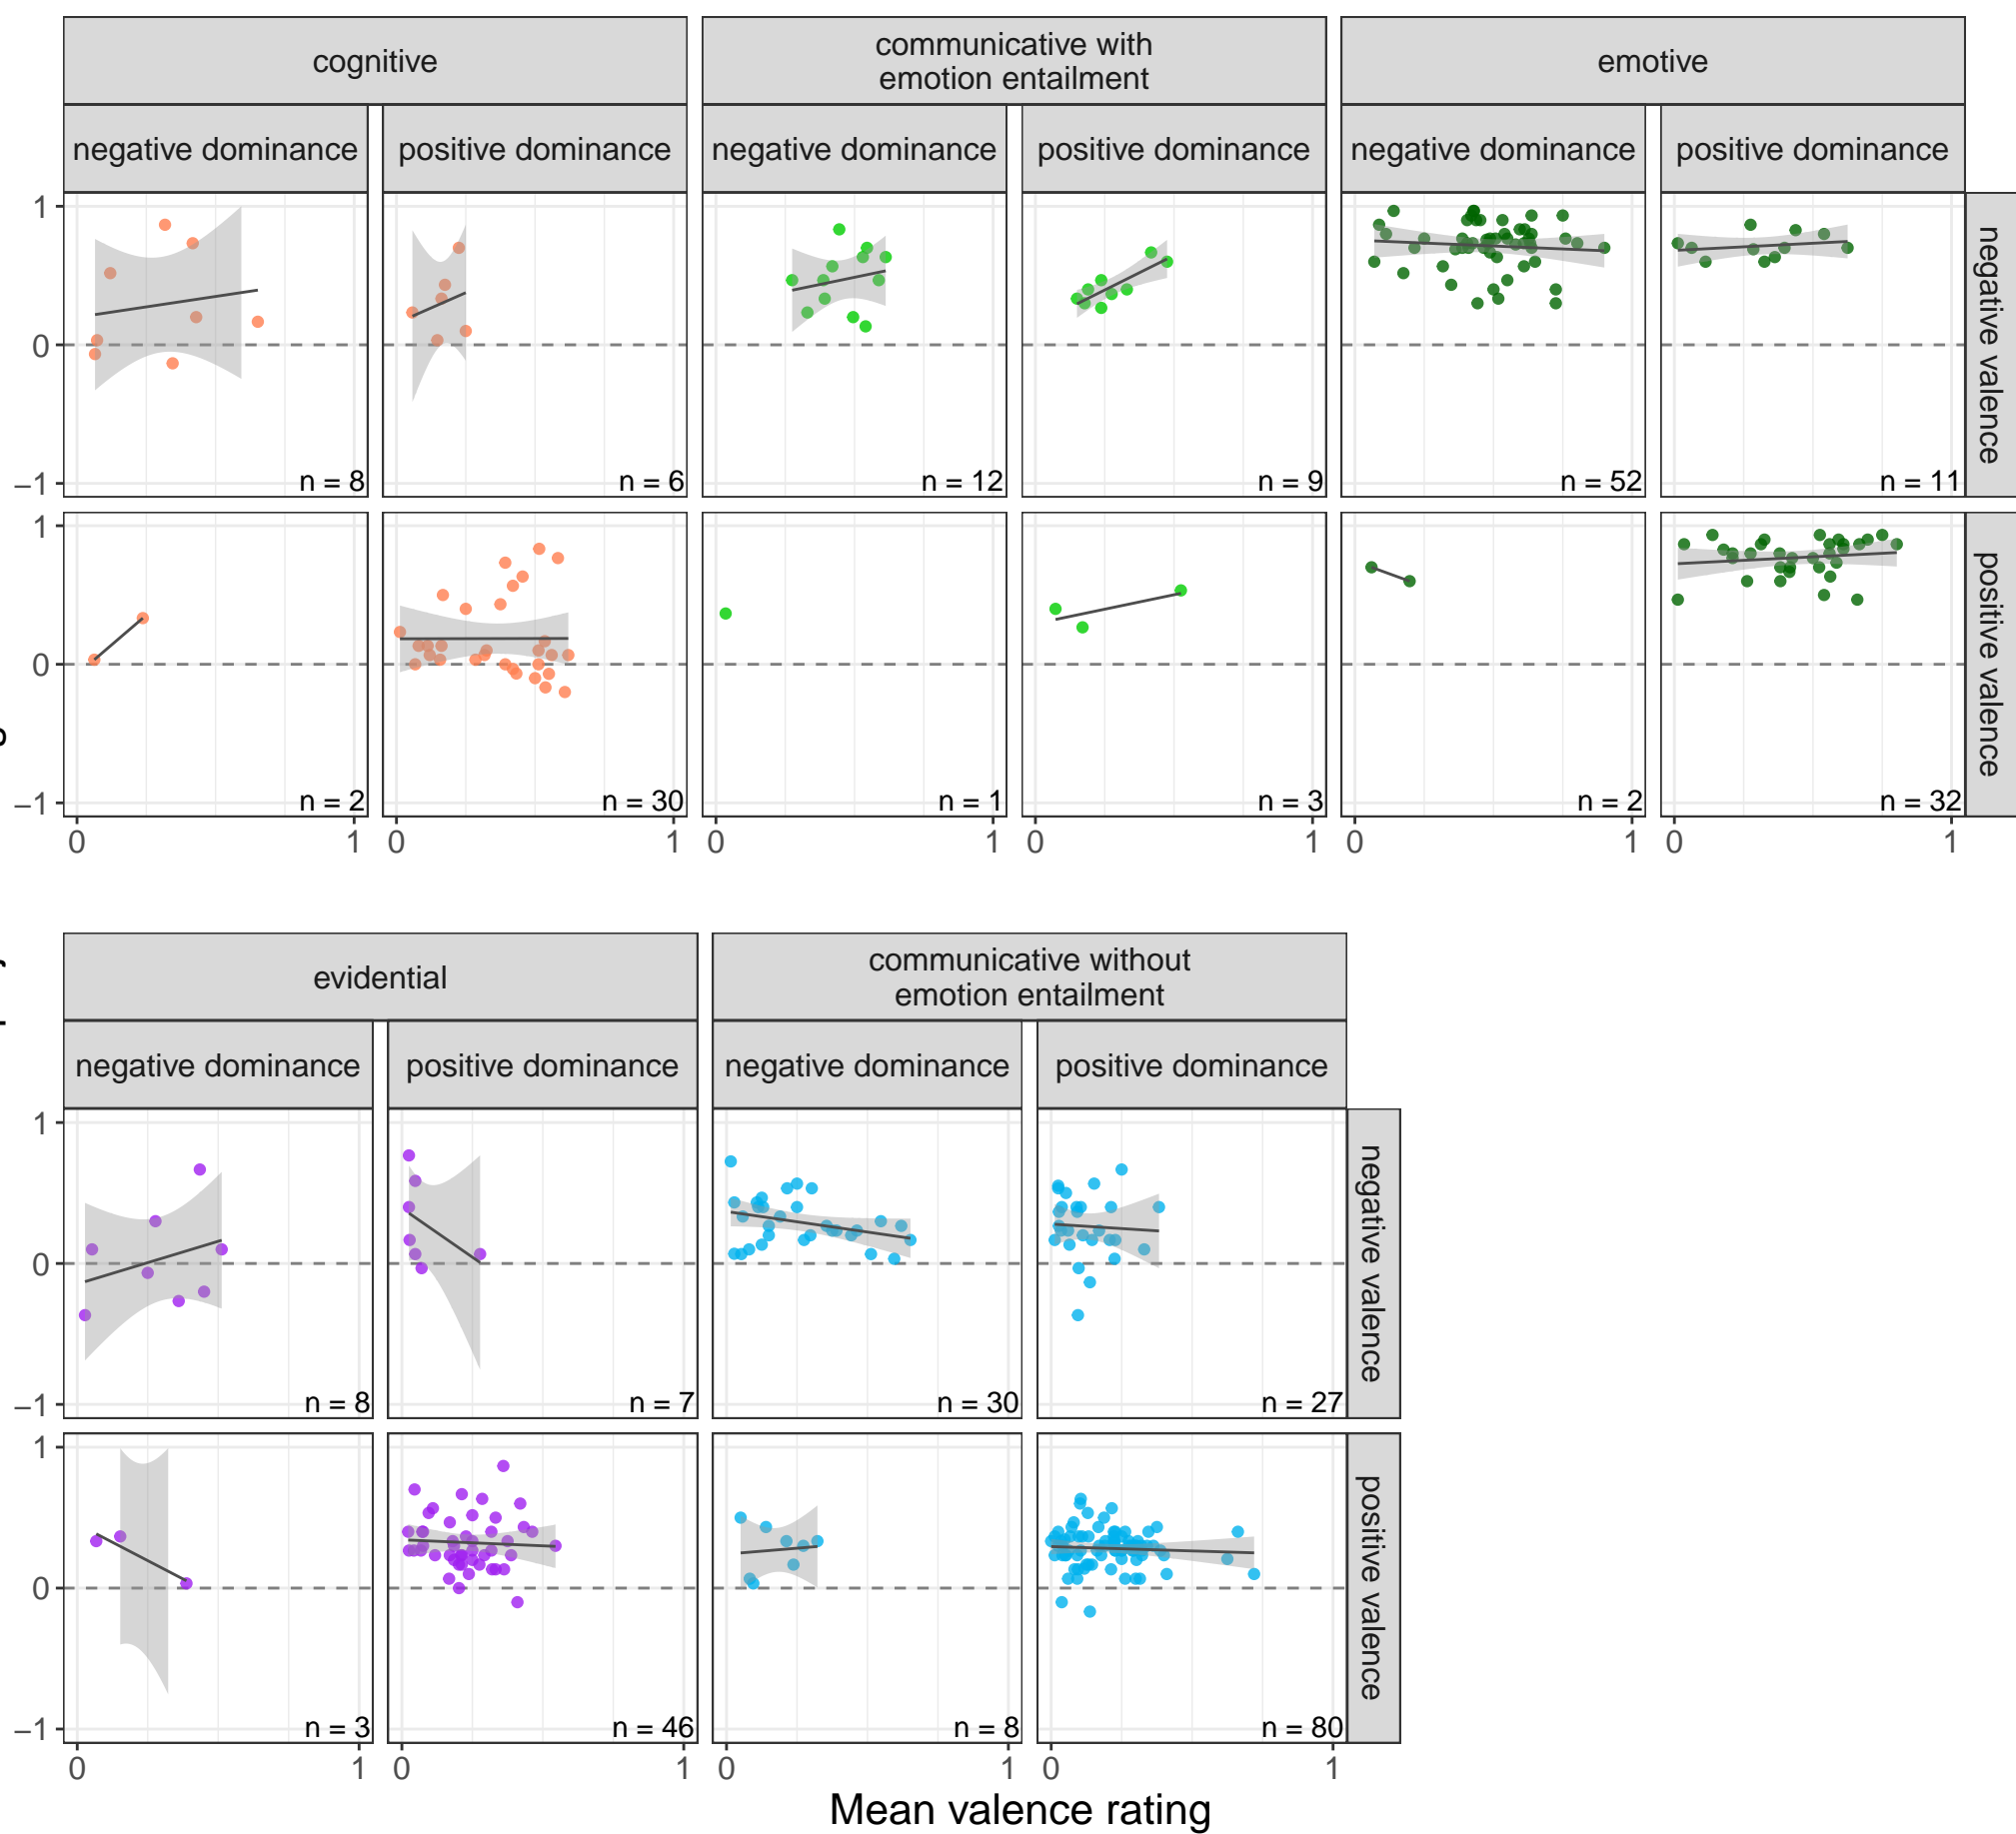 cognitive
communicative with
emotion entailment
emotive
negative dominance
positive dominance
negative dominance
positive dominance
negative dominance
positive dominance
1
0
−1
n = 8
n = 6
n = 12
n = 9
n = 52
n = 11
negative valence
1
0
−1
n = 2
n = 30
n = 1
n = 3
n = 2
n = 32
positive valence
0 1 0 1 0 1 0 1 0 1 0 1
evidential
communicative without
emotion entailment
negative dominance
positive dominance
negative dominance
positive dominance
1
0
−1
n = 8
n = 7
n = 30
n = 27
negative valence
1
0
−1
n = 3
n = 46
n = 8
n = 80
positive valence
0 1 0 1 0 1 0 1
Mean valence rating